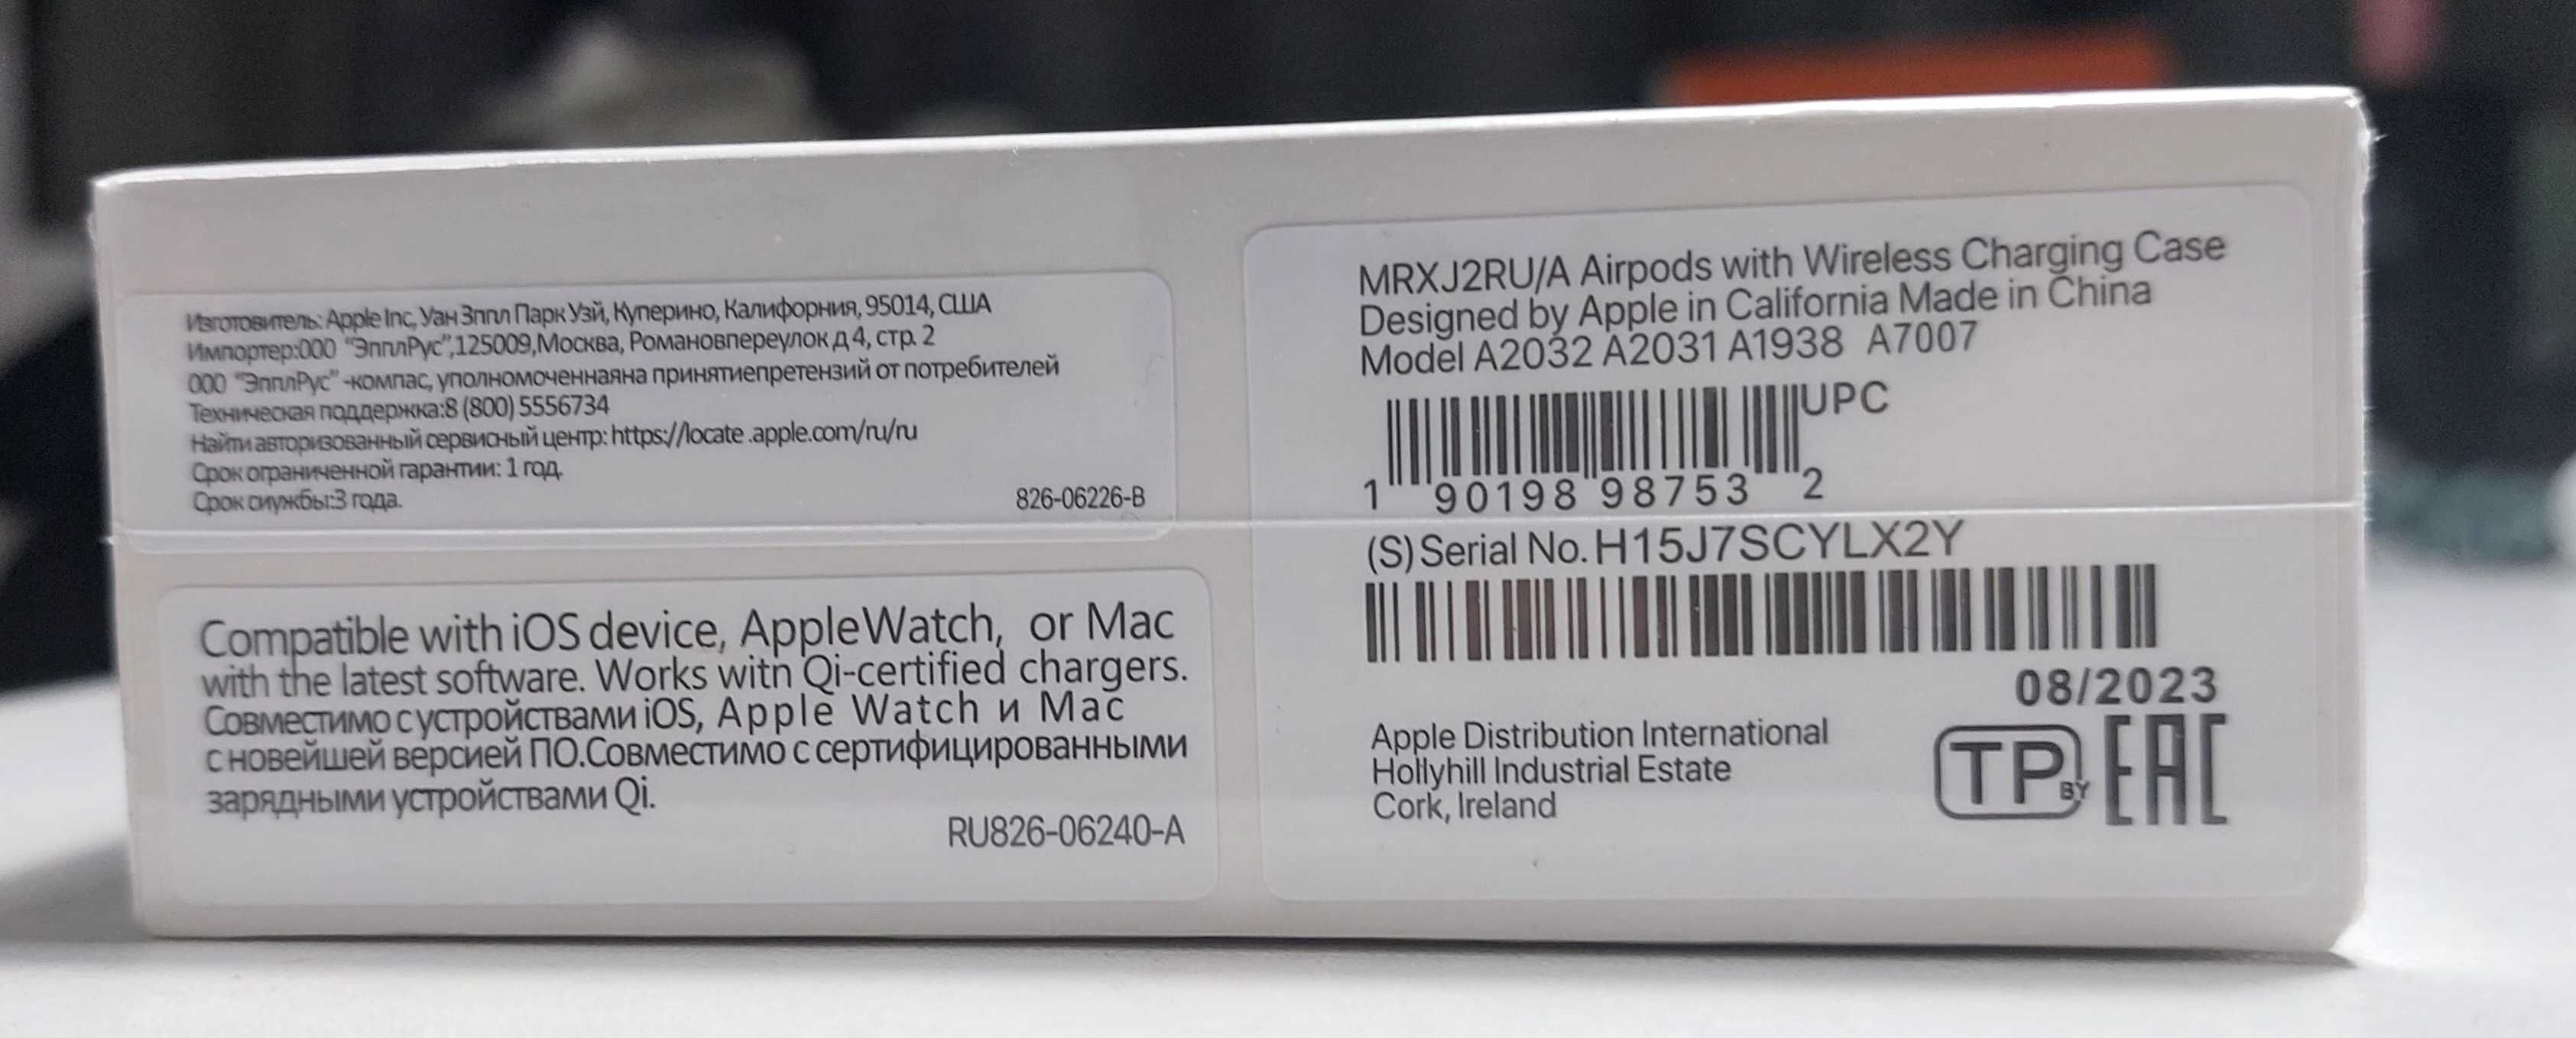 Изготовитель: Apple Inc, Уан Зппл Парк Узй, Куперино, Калифорния, 95014, США
Импортер:000 "ЭпплРус",125009,Москва, Романовпереулок д 4, стр. 2
000 "ЭпплРус" -компас, уполномоченнаяна принятиепретензий от потребителей
Техническая поддержка:8 (800) 5556734
Найти авторизованный сервисный центр: https://locate .apple.com/ru/ru
Срок ограниченной гарантии: 1 год.
Срок сиужбы:3 года.
826-06226-B
Compatible with iOS device, AppleWatch, or Mac
with the latest software. Works witn Qi-certified chargers.
Совместимо с устройствами iOS, Apple Watch и Mac
с новейшей версией ПО.Совместимо с сертифицированными
зарядными устройствами Qi.
RU826-06240-A
MRXJ2RU/A Airpods with Wireless Charging Case
Designed by Apple in California Made in China
Model A2032 A2031 A1938 A7007
UPC
1 90198 98753 2
(S) Serial No. H15J7SCYLX2Y
08/2023
Apple Distribution International
Hollyhill Industrial Estate
Cork, Ireland
TP BY EAC